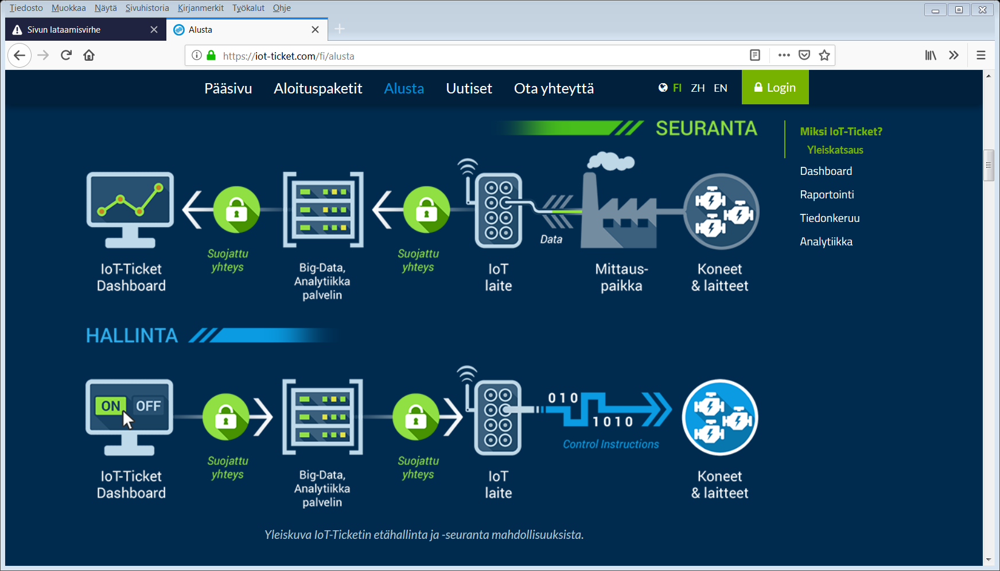 Tiedosto Muokkaa Näytä Sivuhistoria Kirjanmerkit Työkalut Ohje
Sivun lataamisvirhe
Alusta
https://iot-ticket.com/fi/alusta
Pääsivu Aloituspaketit Alusta Uutiset Ota yhteyttä FI ZH EN Login
SEURANTA
Miksi IoT-Ticket?
Yleiskatsaus
Dashboard
Raportointi
Tiedonkeruu
Analytiikka
Suojattu
yhteys
Suojattu
yhteys
Data
IoT-Ticket
Dashboard
Big-Data,
Analytiikka
palvelin
IoT
laite
Mittaus-
paikka
Koneet
& laitteet
HALLINTA
ON OFF
010
1010
Control Instructions
Suojattu
yhteys
Suojattu
yhteys
IoT-Ticket
Dashboard
Big-Data,
Analytiikka
palvelin
IoT
laite
Koneet
& laitteet
Yleiskuva IoT-Ticketin etähallinta ja -seuranta mahdollisuuksista.